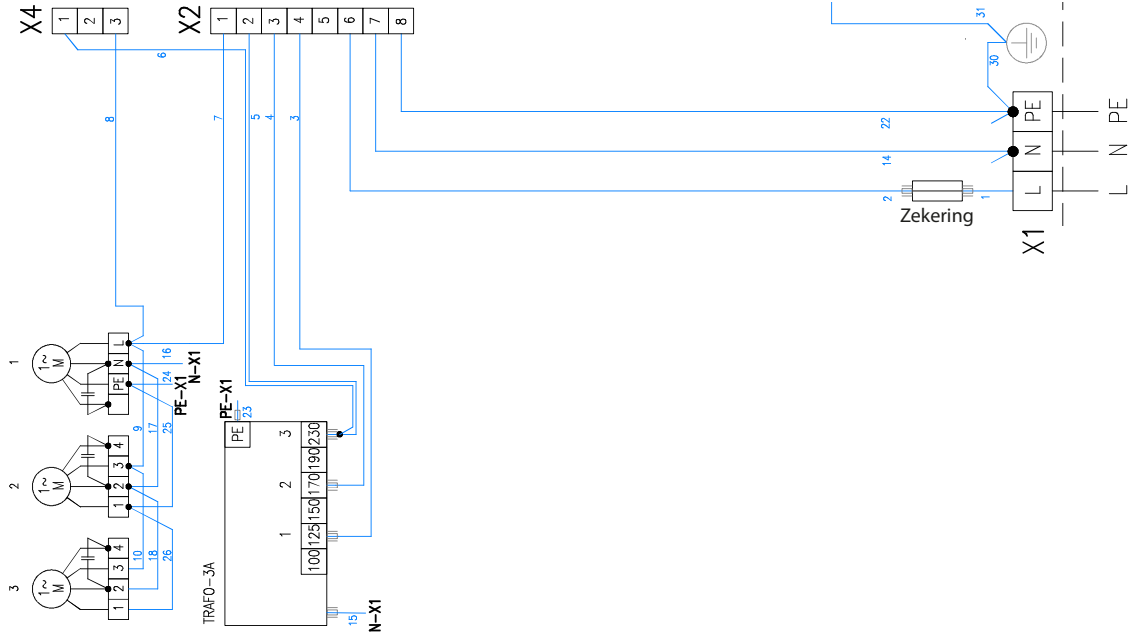 X4
1
2
3
X2
1
2
3
4
5
6
7
8
31
30
6
8
7
5
4
3
22
14
2
1
Zekering
PE
N
L
X1
PE
N
L
1
1~
M
L
N
PE
16
24
PE-X1
N-X1
9
17
25
2
1~
M
4
3
2
1
10
18
26
3
1~
M
4
3
2
1
TRAFO-3A
PE
PE-X1
23
3
2
1
230
190
170
150
125
100
15
N-X1